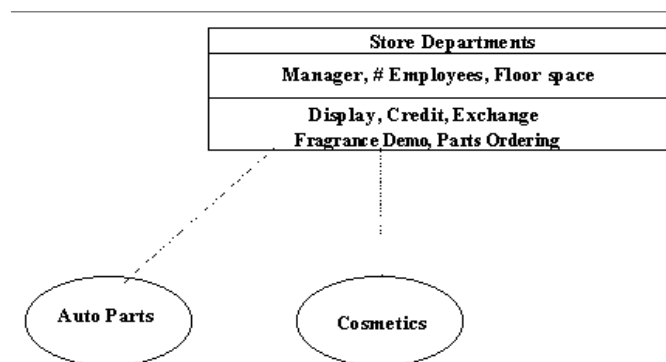 Store Departments
Manager, # Employees, Floor space
Display, Credit, Exchange
Fragrance Demo, Parts Ordering
Auto Parts
Cosmetics